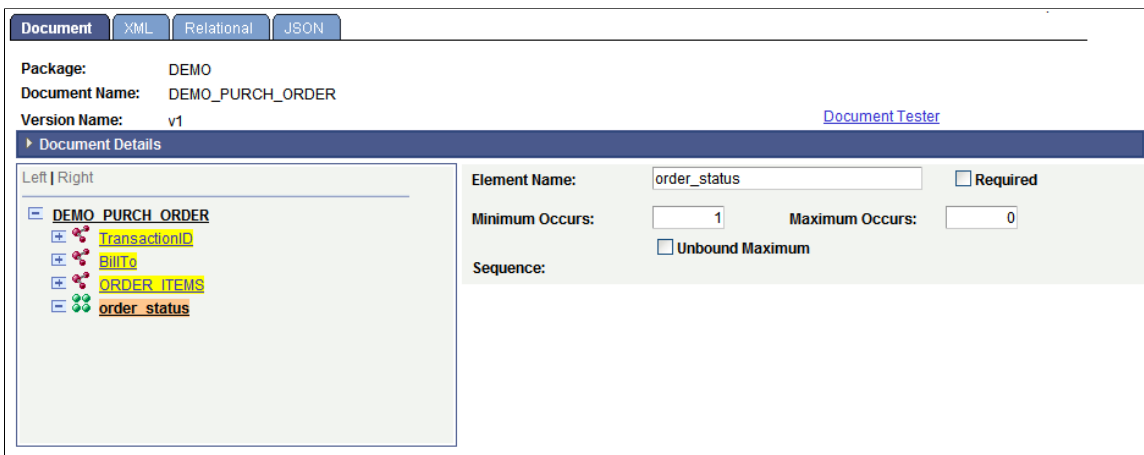 Document XML Relational JSON
Package: DEMO
Document Name: DEMO_PURCH_ORDER
Version Name: v1
Document Tester
Document Details
Left | Right
DEMO_PURCH_ORDER
TransactionID
BillTo
ORDER_ITEMS
order_status
Element Name: order_status Required
Minimum Occurs: 1 Maximum Occurs: 0
Unbound Maximum
Sequence: